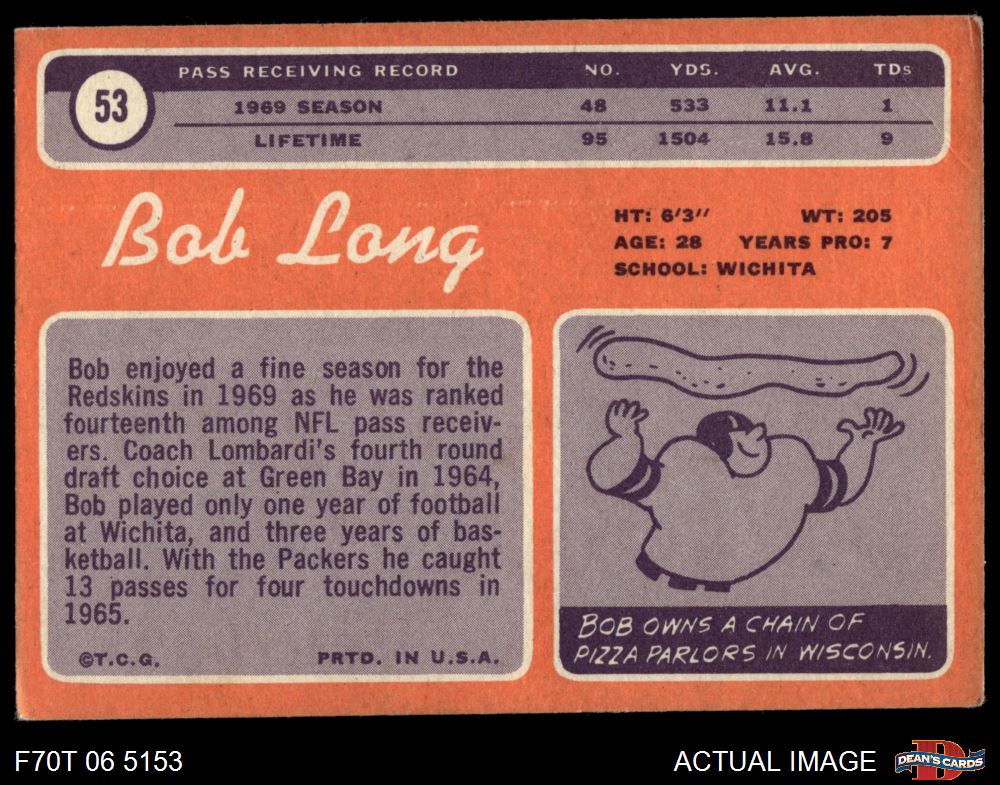 53
PASS RECEIVING RECORD NO. YDS. AVG. TDs
1969 SEASON 48 533 11.1 1
LIFETIME 95 1504 15.8 9
Bob Long
HT: 6'3" WT: 205
AGE: 28 YEARS PRO: 7
SCHOOL: WICHITA
Bob enjoyed a fine season for the
Redskins in 1969 as he was ranked
fourteenth among NFL pass receiv-
ers. Coach Lombardi's fourth round
draft choice at Green Bay in 1964,
Bob played only one year of football
at Wichita, and three years of bas-
ketball. With the Packers he caught
13 passes for four touchdowns in
1965.
©T.C.G. PRTD. IN U.S.A.
BOB OWNS A CHAIN OF
PIZZA PARLORS IN WISCONSIN.
F70T 06 5153 ACTUAL IMAGE
D
DEAN'S CARDS